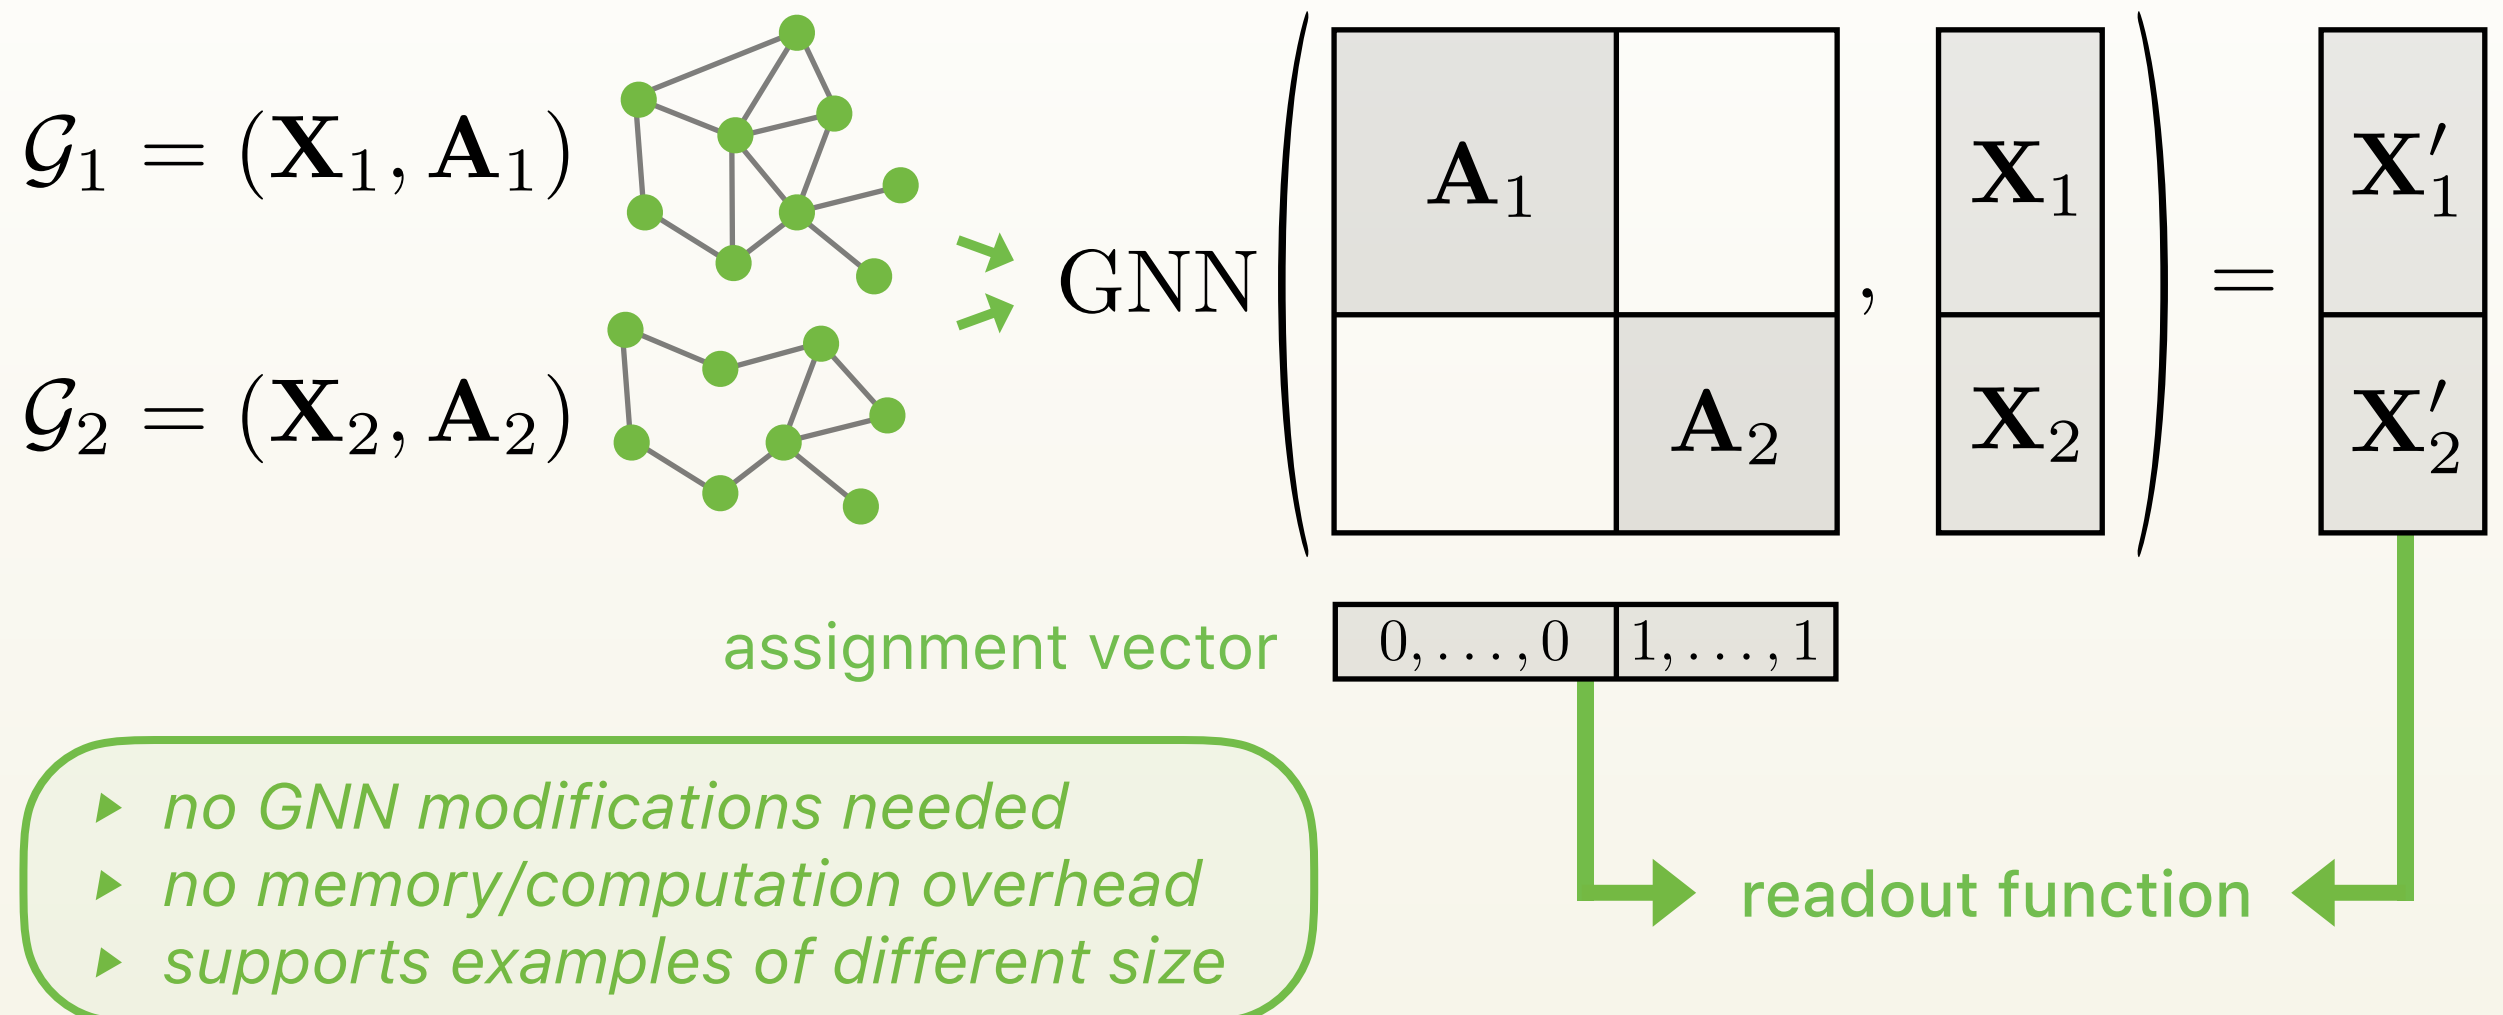 𝒢₁ = (X₁, A₁)
𝒢₂ = (X₂, A₂)
GNN( A₁ A₂ , X₁ X₂ ) = X′₁ X′₂
assignment vector 0, . . . , 0 1, . . . , 1
▶ no GNN modifications needed
▶ no memory/computation overhead
▶ supports examples of different size
readout function